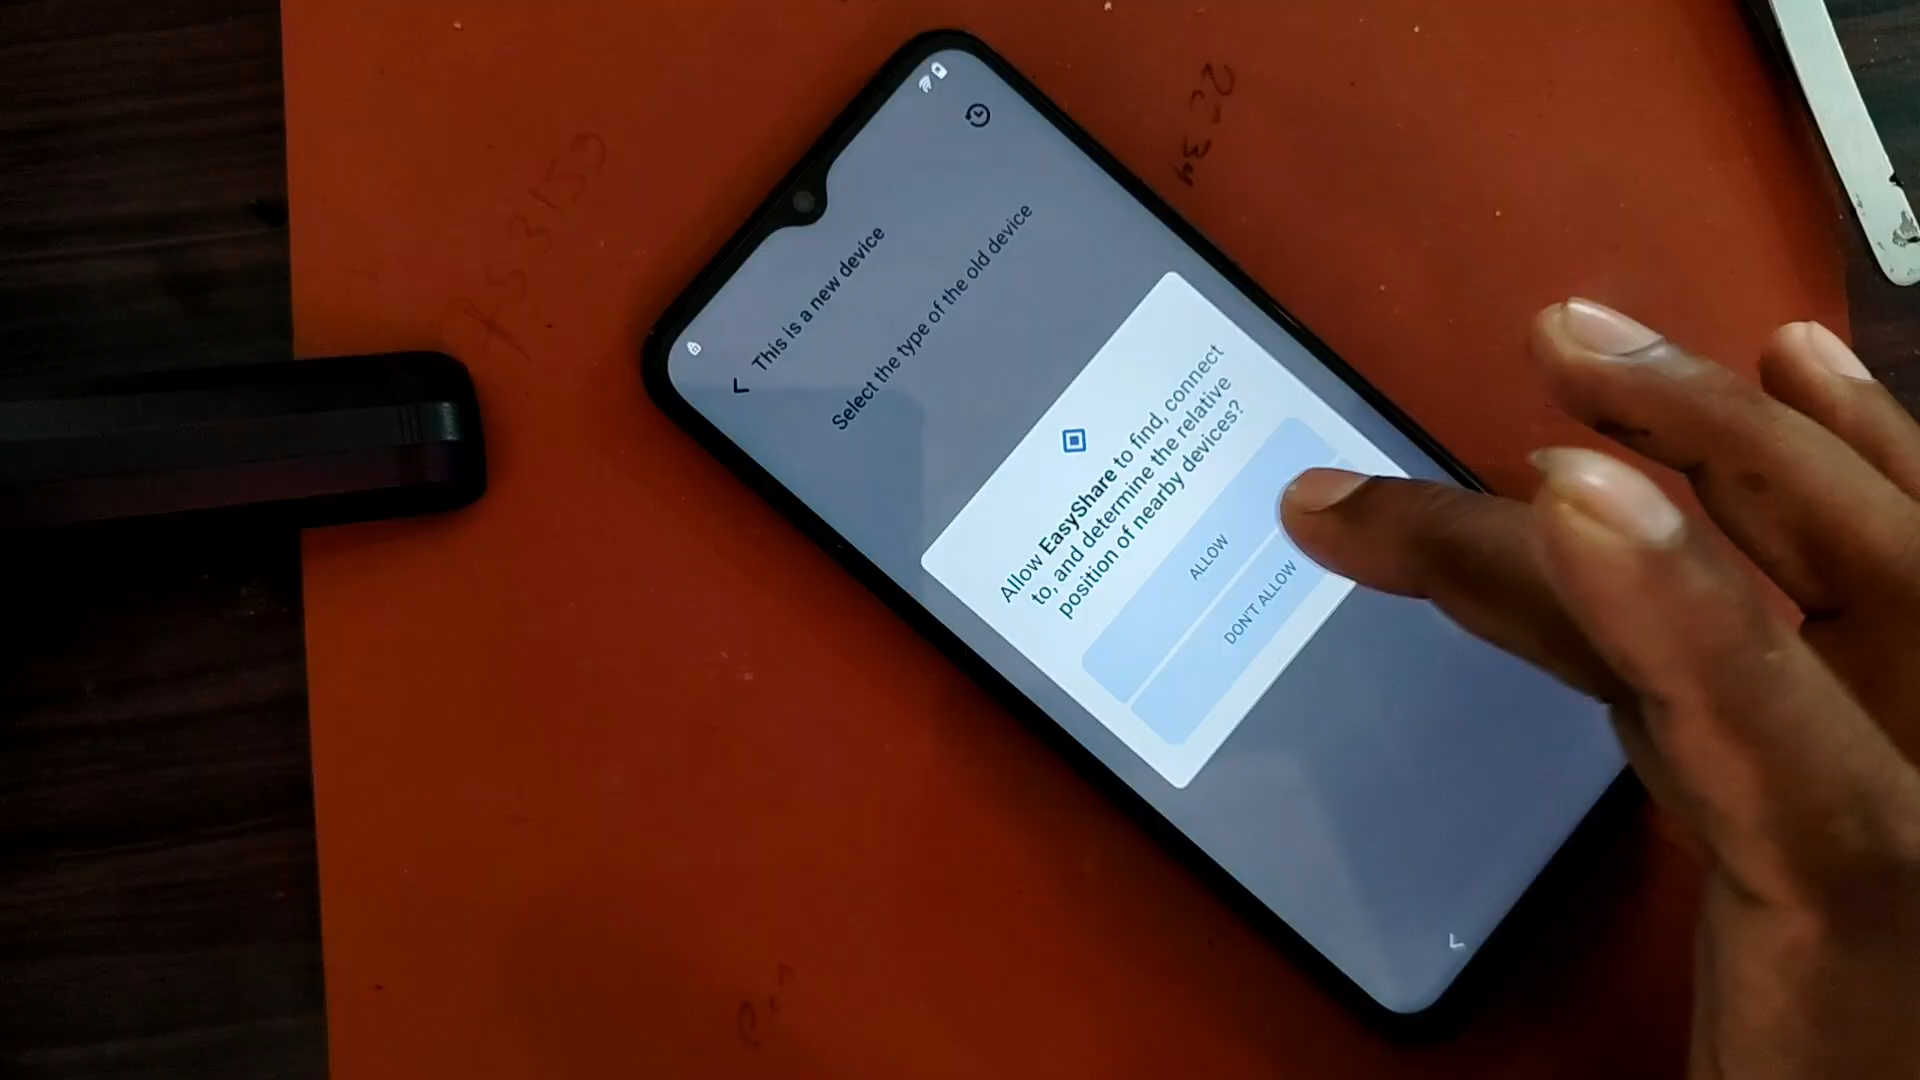 This is a new device
Select the type of the old device
Allow EasyShare to find, connect
to, and determine the relative
position of nearby devices?
ALLOW
DON'T ALLOW